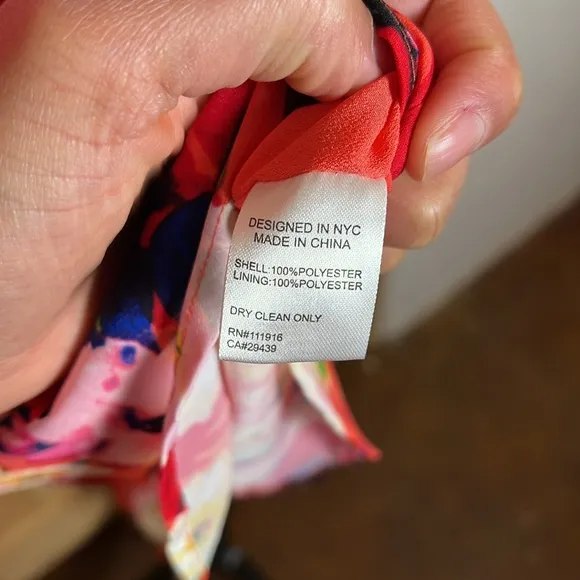 DESIGNED IN NYC
MADE IN CHINA
SHELL:100%POLYESTER
LINING:100%POLYESTER
DRY CLEAN ONLY
RN#111916
CA#29439